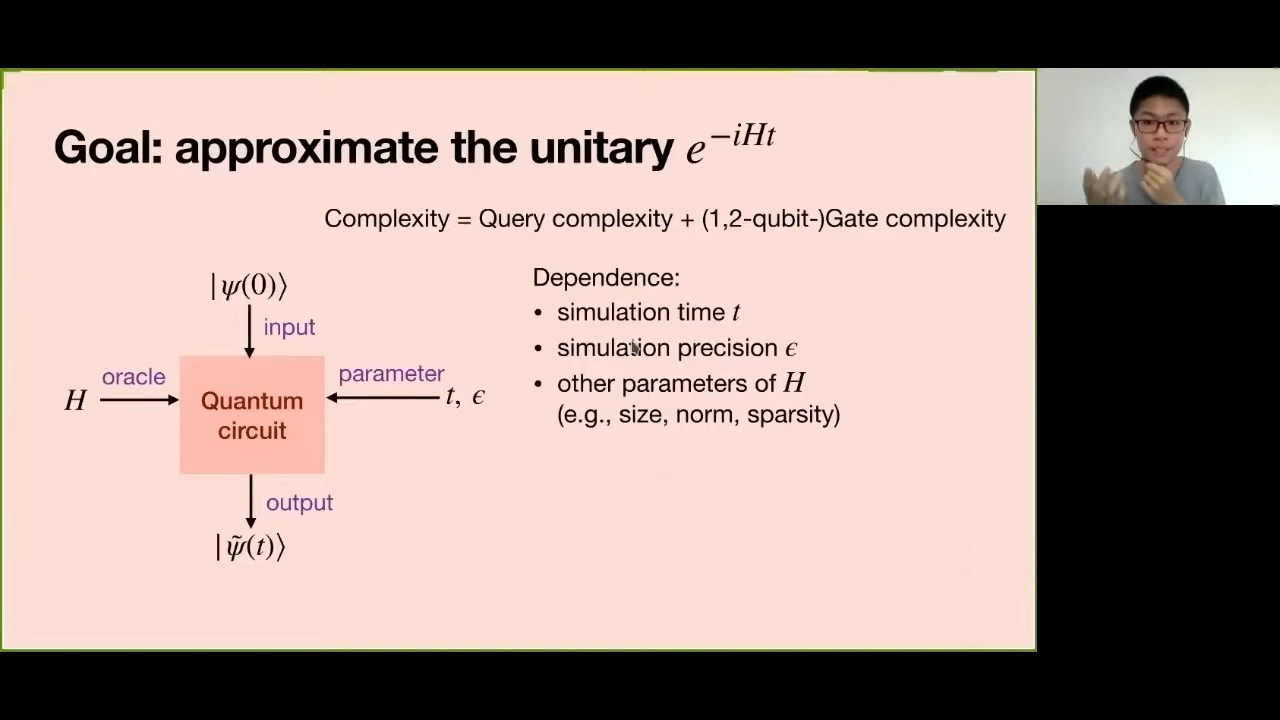 Goal: approximate the unitary e^{-iHt}
Complexity = Query complexity + (1,2-qubit-)Gate complexity
|ψ(0)⟩
input
oracle
H
Quantum
circuit
parameter
t, ϵ
output
|ψ̃(t)⟩
Dependence:
• simulation time t
• simulation precision ϵ
• other parameters of H
(e.g., size, norm, sparsity)